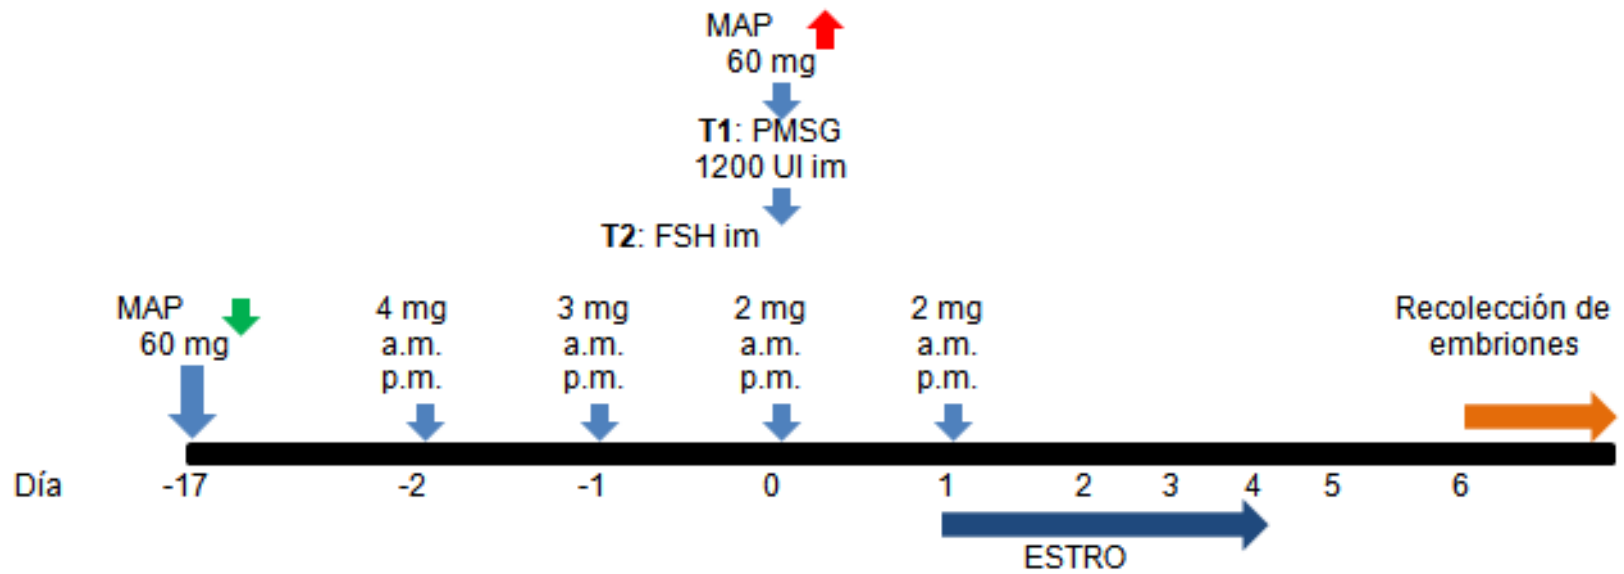 MAP
60 mg
T1: PMSG
1200 UI im
T2: FSH im
MAP
60 mg
4 mg
a.m.
p.m.
3 mg
a.m.
p.m.
2 mg
a.m.
p.m.
2 mg
a.m.
p.m.
Recolección de
embriones
Día -17 -2 -1 0 1 2 3 4 5 6
ESTRO